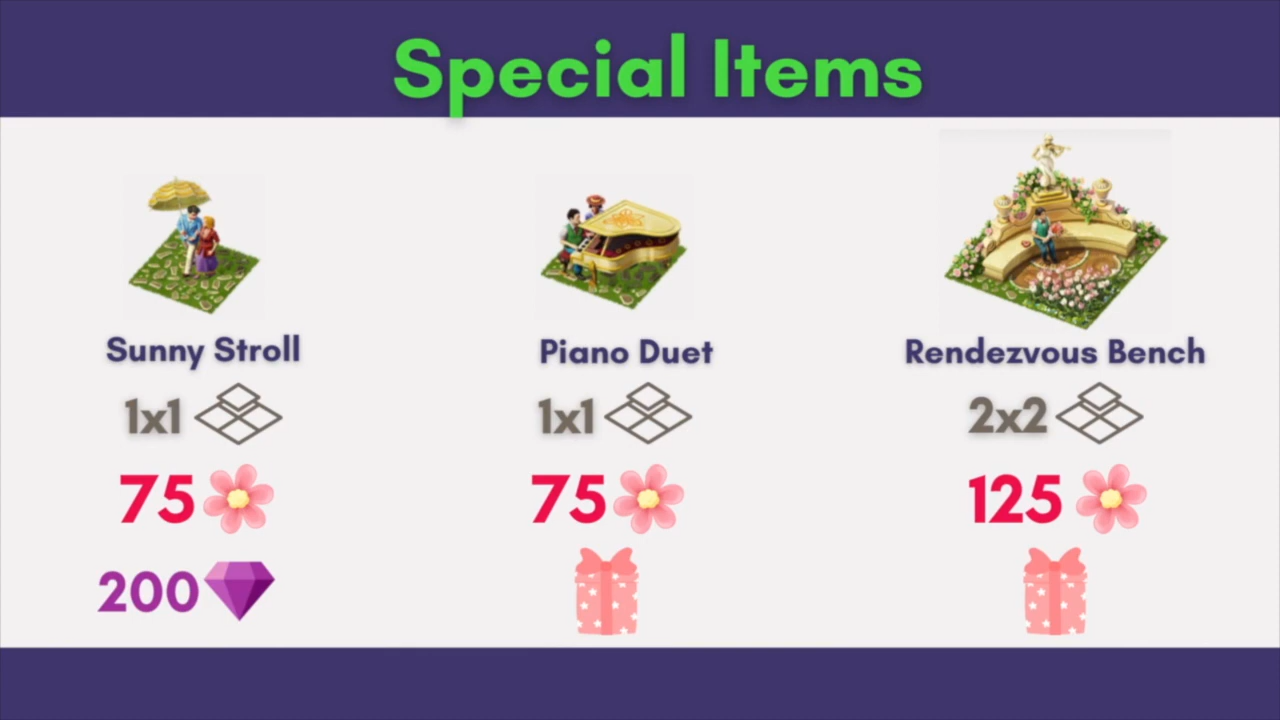 Special Items
Sunny Stroll
Piano Duet
Rendezvous Bench
1x1
1x1
2x2
75
75
125
200